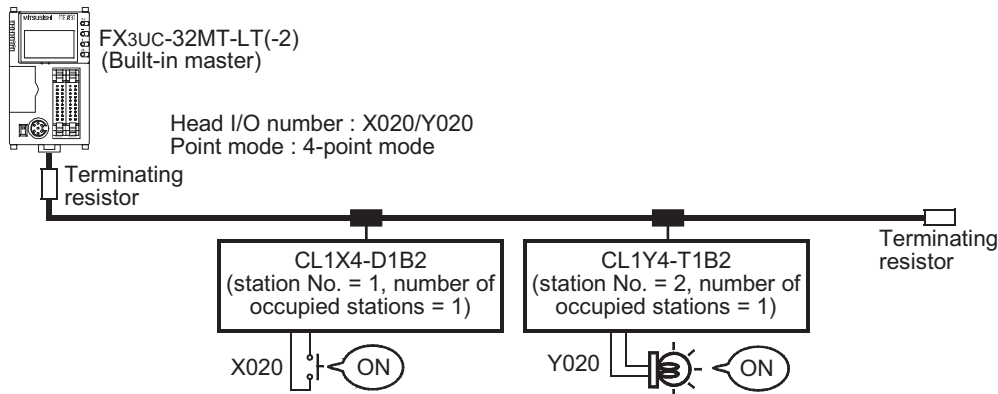 MITSUBISHI
FX3UC-32MT-LT(-2)
(Built-in master)
Head I/O number : X020/Y020
Point mode : 4-point mode
Terminating
resistor
Terminating
resistor
CL1X4-D1B2
(station No. = 1, number of
occupied stations = 1)
CL1Y4-T1B2
(station No. = 2, number of
occupied stations = 1)
X020
ON
Y020
ON